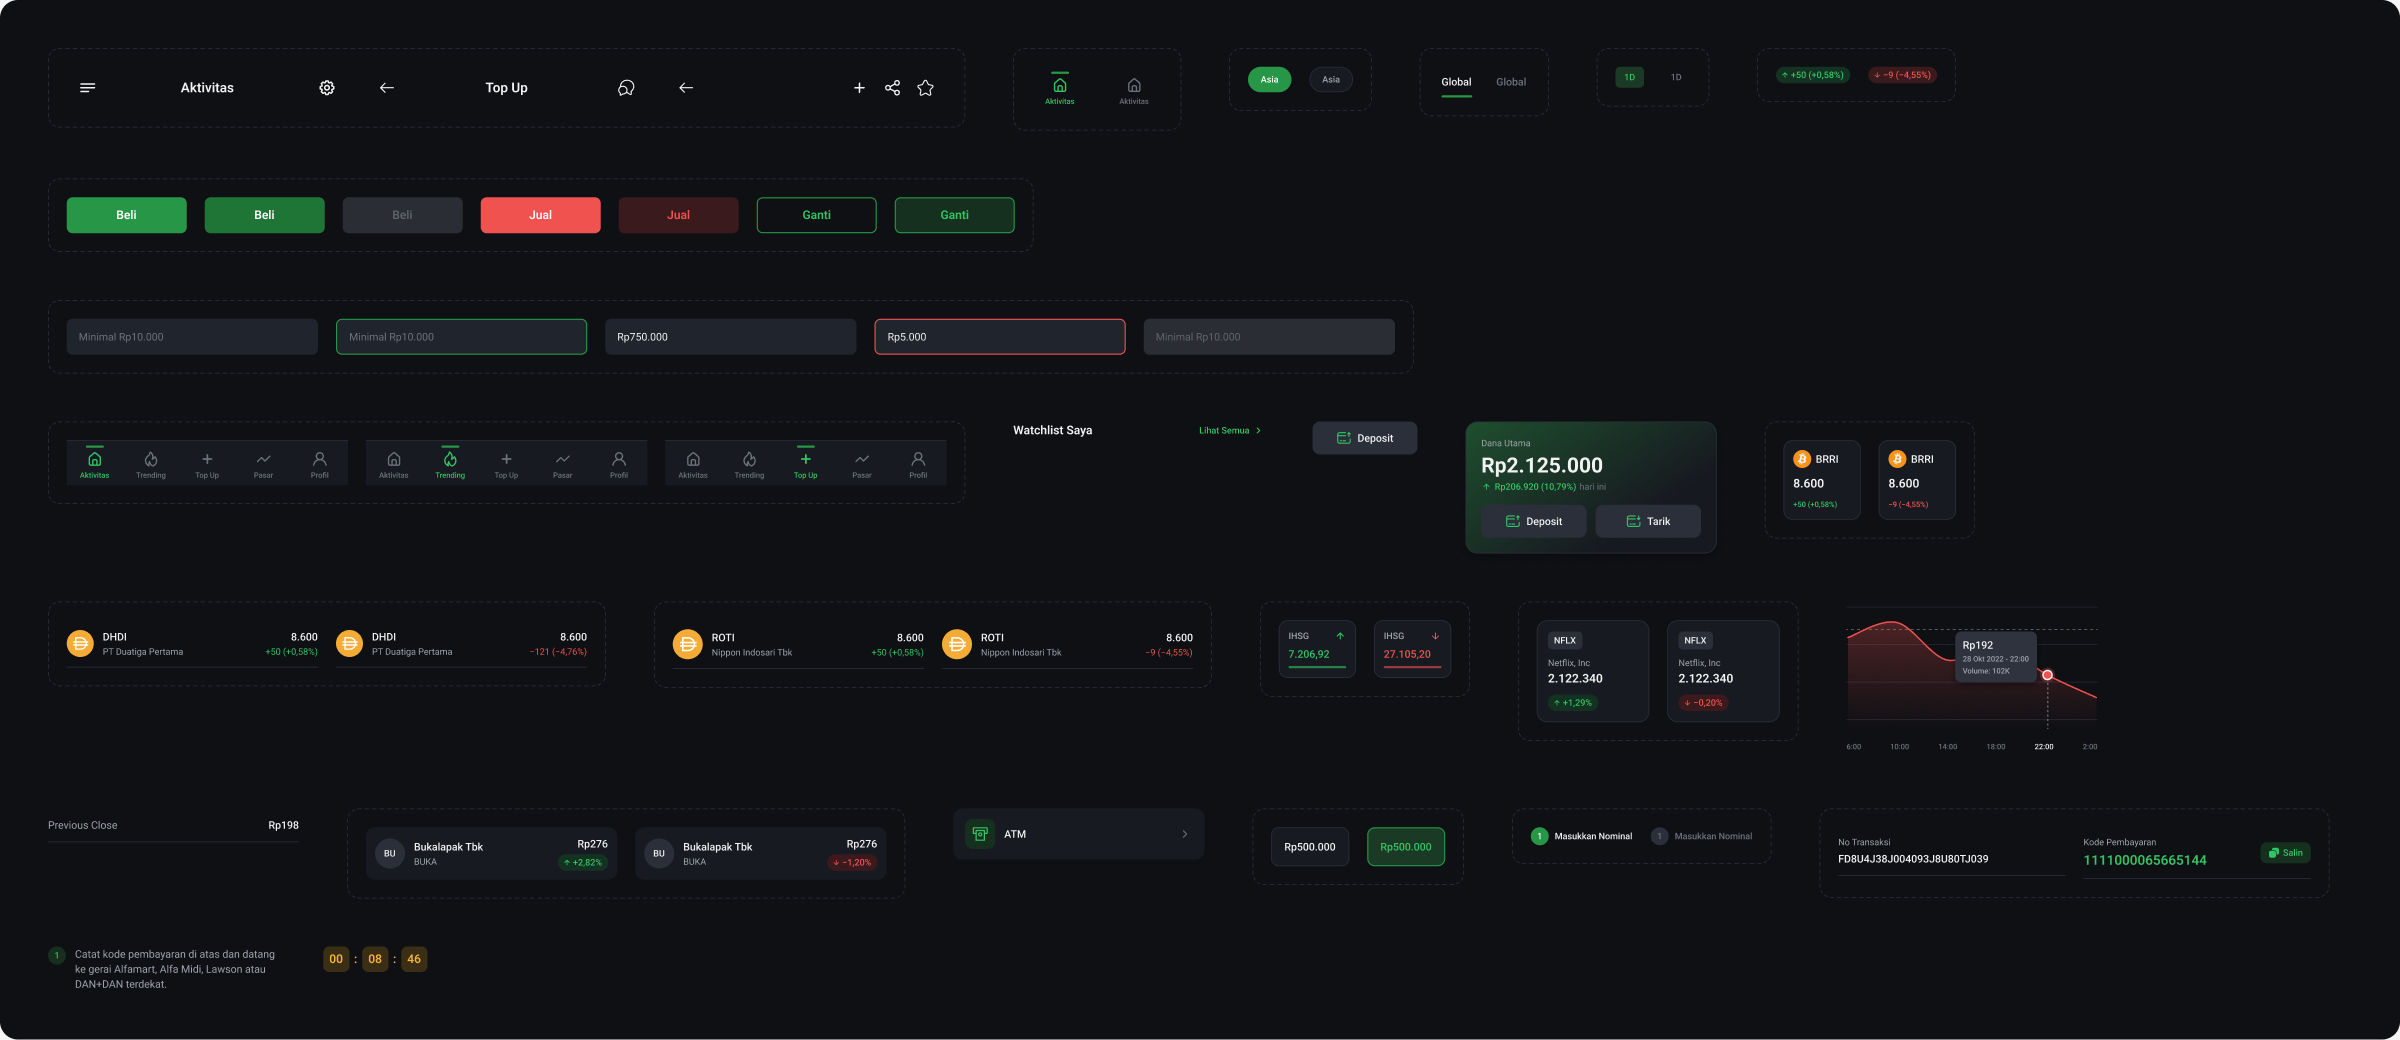 Aktivitas
Top Up
Aktivitas
Aktivitas
Asia
Asia
Global
Global
1D
1D
+50 (+0,58%)
−9 (−4,55%)
Beli
Beli
Beli
Jual
Jual
Ganti
Ganti
Minimal Rp10.000
Minimal Rp10.000
Rp750.000
Rp5.000
Minimal Rp10.000
Aktivitas
Trending
Top Up
Pasar
Profil
Aktivitas
Trending
Top Up
Pasar
Profil
Aktivitas
Trending
Top Up
Pasar
Profil
Watchlist Saya
Lihat Semua
Deposit
Dana Utama
Rp2.125.000
Rp206.920 (10,79%) hari ini
Deposit
Tarik
BRRI
8.600
+50 (+0,58%)
BRRI
8.600
−9 (−4,55%)
DHDI
8.600
PT Duatiga Pertama
+50 (+0,58%)
DHDI
8.600
PT Duatiga Pertama
−121 (−4,76%)
ROTI
8.600
Nippon Indosari Tbk
+50 (+0,58%)
ROTI
8.600
Nippon Indosari Tbk
−9 (−4,55%)
IHSG
7.206,92
IHSG
27.105,20
NFLX
Netflix, Inc
2.122.340
+1,29%
NFLX
Netflix, Inc
2.122.340
−0,20%
Rp192
28 Okt 2022 - 22:00
Volume: 102K
6:00
10:00
14:00
18:00
22:00
2:00
Previous Close
Rp198
BU
Bukalapak Tbk
Rp276
BUKA
+2,82%
BU
Bukalapak Tbk
Rp276
BUKA
−1,20%
ATM
Rp500.000
Rp500.000
1
Masukkan Nominal
1
Masukkan Nominal
No Transaksi
FD8U4J38J004093J8U80TJ039
Kode Pembayaran
1111000065665144
Salin
1
Catat kode pembayaran di atas dan datang
ke gerai Alfamart, Alfa Midi, Lawson atau
DAN+DAN terdekat.
00 : 08 : 46